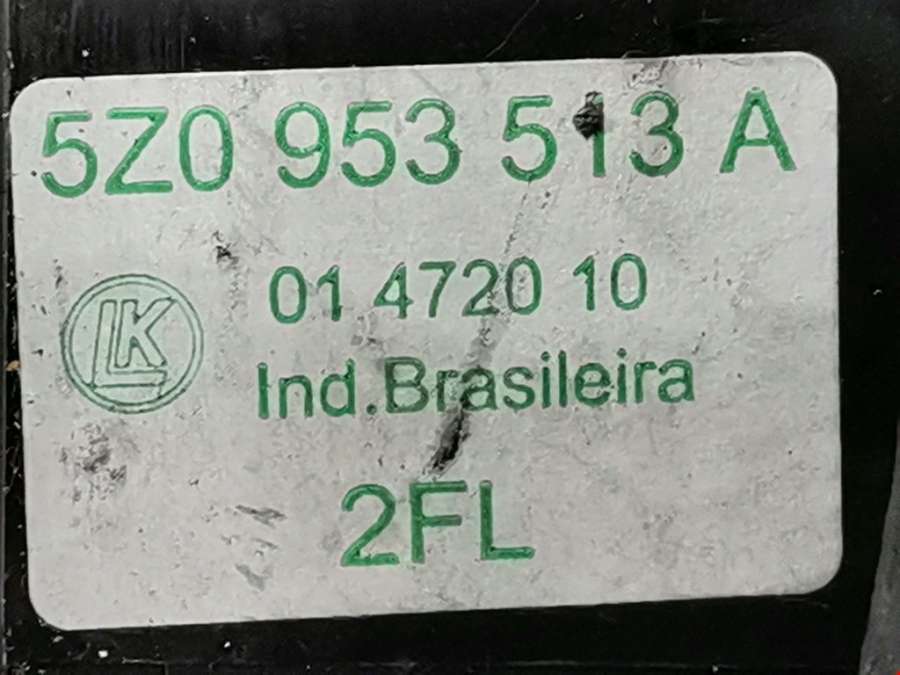 5Z0 953 513 A
LK 01 4720 10
Ind.Brasileira
2FL